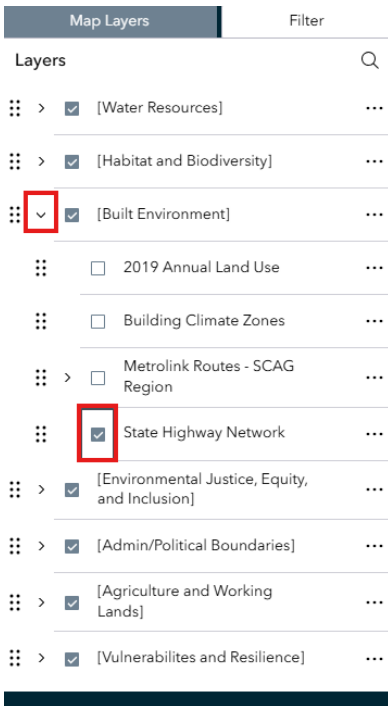 Map Layers
Filter
Layers
[Water Resources]
[Habitat and Biodiversity]
[Built Environment]
2019 Annual Land Use
Building Climate Zones
Metrolink Routes - SCAG
Region
State Highway Network
[Environmental Justice, Equity,
and Inclusion]
[Admin/Political Boundaries]
[Agriculture and Working
Lands]
[Vulnerabilites and Resilience]